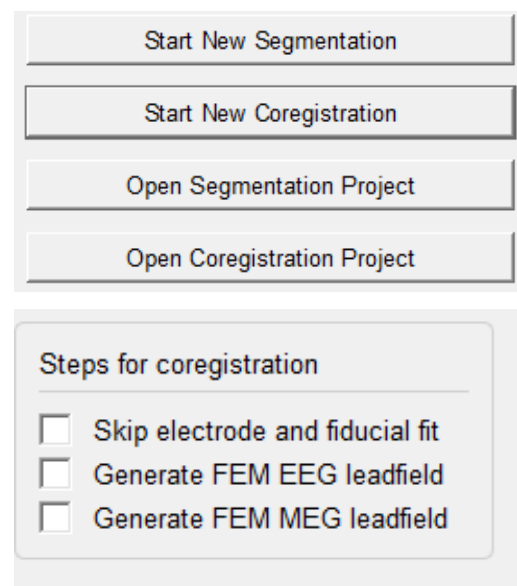 Start New Segmentation
Start New Coregistration
Open Segmentation Project
Open Coregistration Project
Steps for coregistration
Skip electrode and fiducial fit
Generate FEM EEG leadfield
Generate FEM MEG leadfield